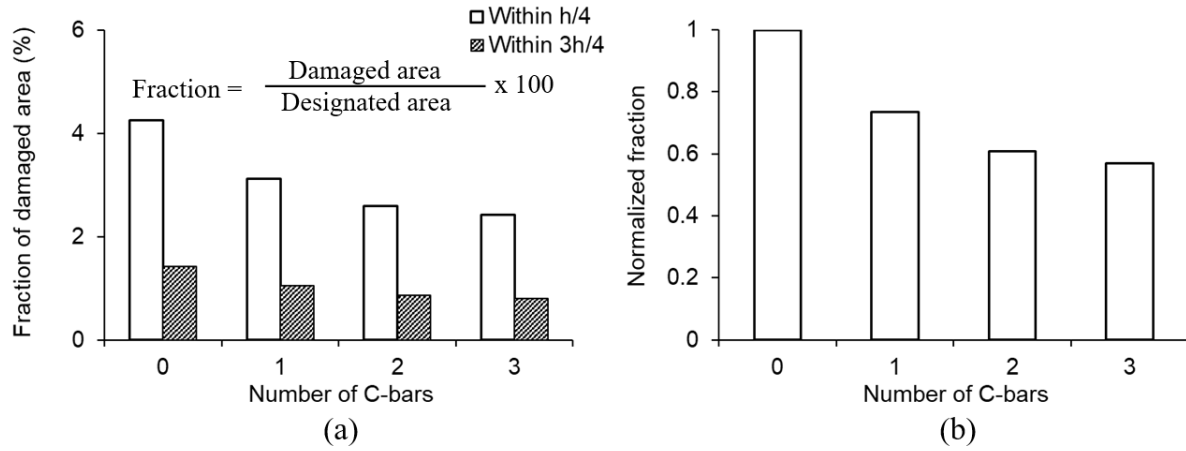 Fraction of damaged area (%)
6
4
2
0
Within h/4
Within 3h/4
Fraction =
Damaged area
Designated area
x 100
0 1 2 3
Number of C-bars
(a)
Normalized fraction
1
0.8
0.6
0.4
0.2
0
0 1 2 3
Number of C-bars
(b)